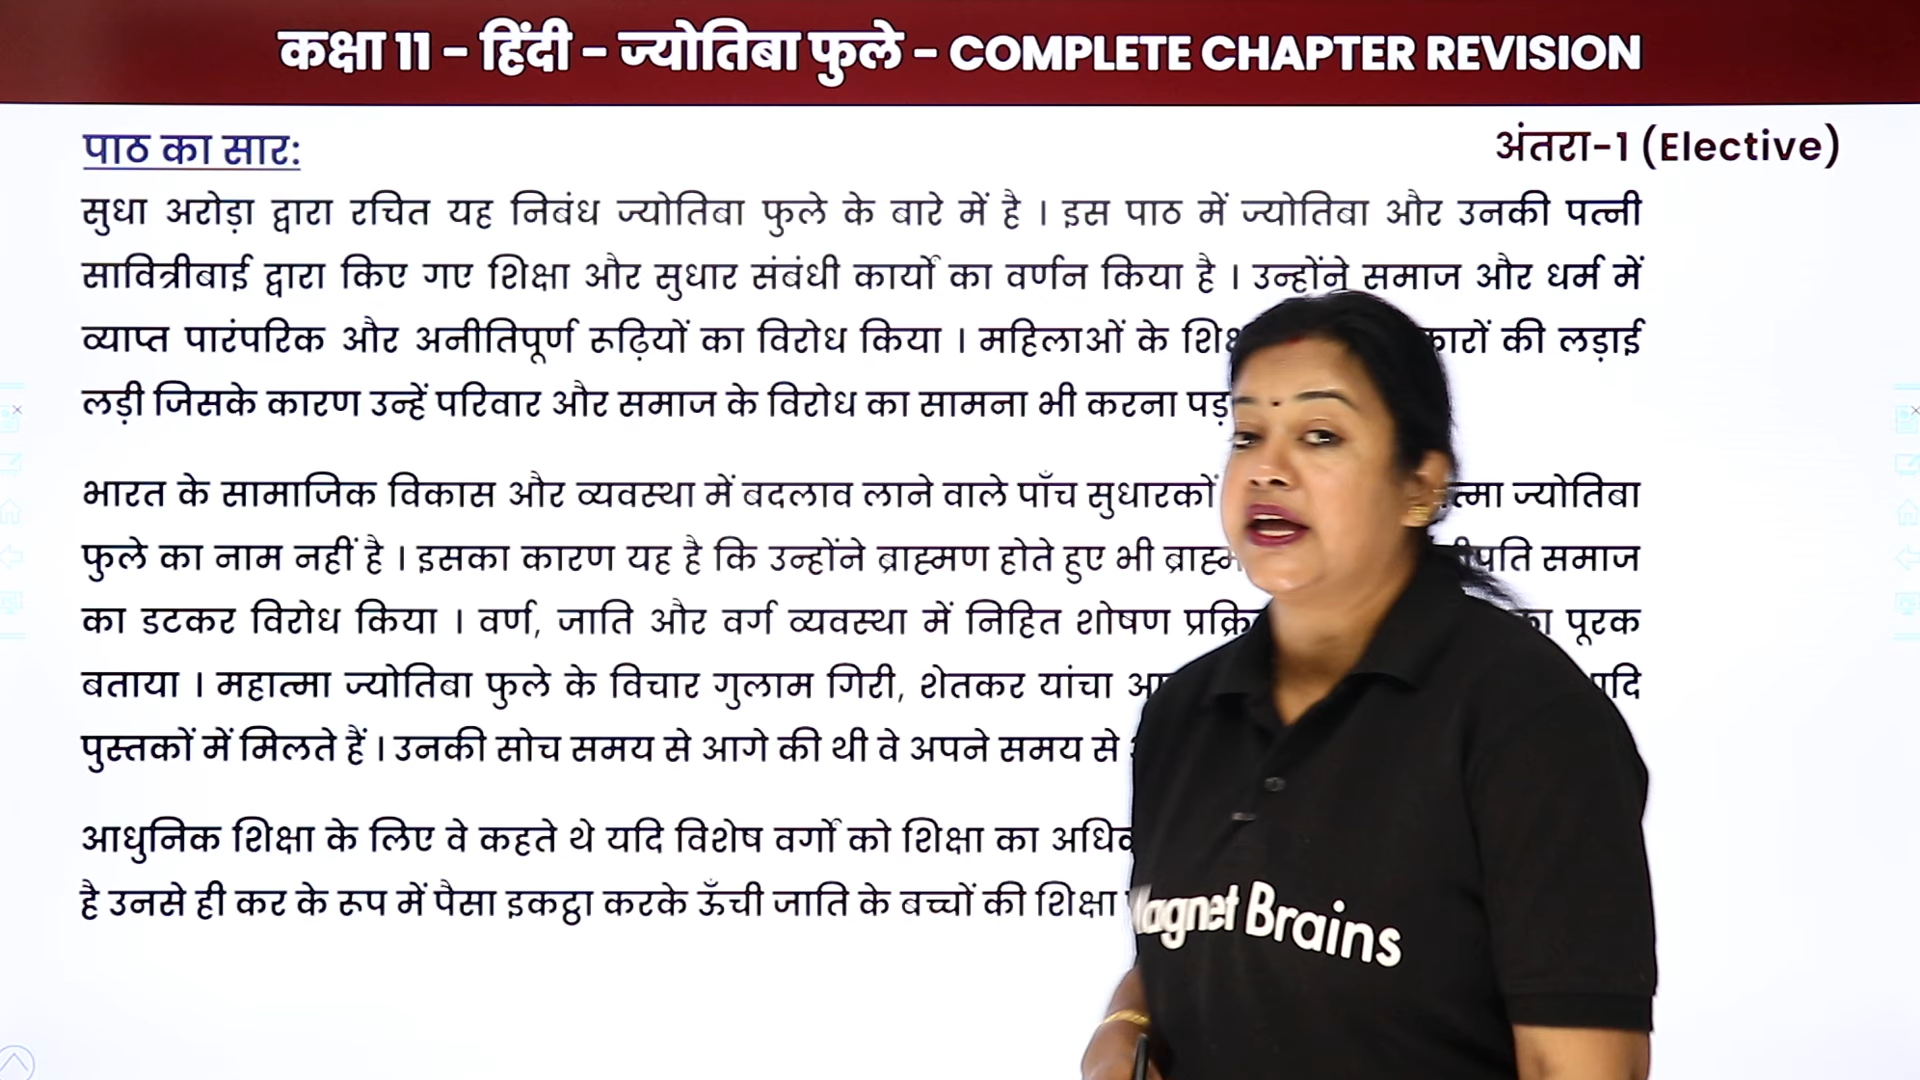 कक्षा 11 – हिंदी – ज्योतिबा फुले – COMPLETE CHAPTER REVISION
पाठ का सार:
अंतरा-1 (Elective)
सुधा अरोड़ा द्वारा रचित यह निबंध ज्योतिबा फुले के बारे में है । इस पाठ में ज्योतिबा और उनकी पत्नी
सावित्रीबाई द्वारा किए गए शिक्षा और सुधार संबंधी कार्यों का वर्णन किया है । उन्होंने समाज और धर्म में
व्याप्त पारंपरिक और अनीतिपूर्ण रूढ़ियों का विरोध किया । महिलाओं के की लड़ाई
लड़ी जिसके कारण उन्हें परिवार और समाज के विरोध का सामना भी करना
भारत के सामाजिक विकास और व्यवस्था में बदलाव लाने वाले पाँच सुधारकों ज्योतिबा
फुले का नाम नहीं है । इसका कारण यह है कि उन्होंने ब्राह्मण होते हुए भी समाज
का डटकर विरोध किया । वर्ण, जाति और वर्ग व्यवस्था में निहित शोषण पूरक
बताया । महात्मा ज्योतिबा फुले के विचार गुलाम गिरी, शेतकर यांचा
पुस्तकों में मिलते हैं । उनकी सोच समय से आगे की थी वे अपने समय से
आधुनिक शिक्षा के लिए वे कहते थे यदि विशेष वर्गों को शिक्षा का
है उनसे ही कर के रूप में पैसा इकट्ठा करके ऊँची जाति के बच्चों की शिक्षा
Magnet Brains